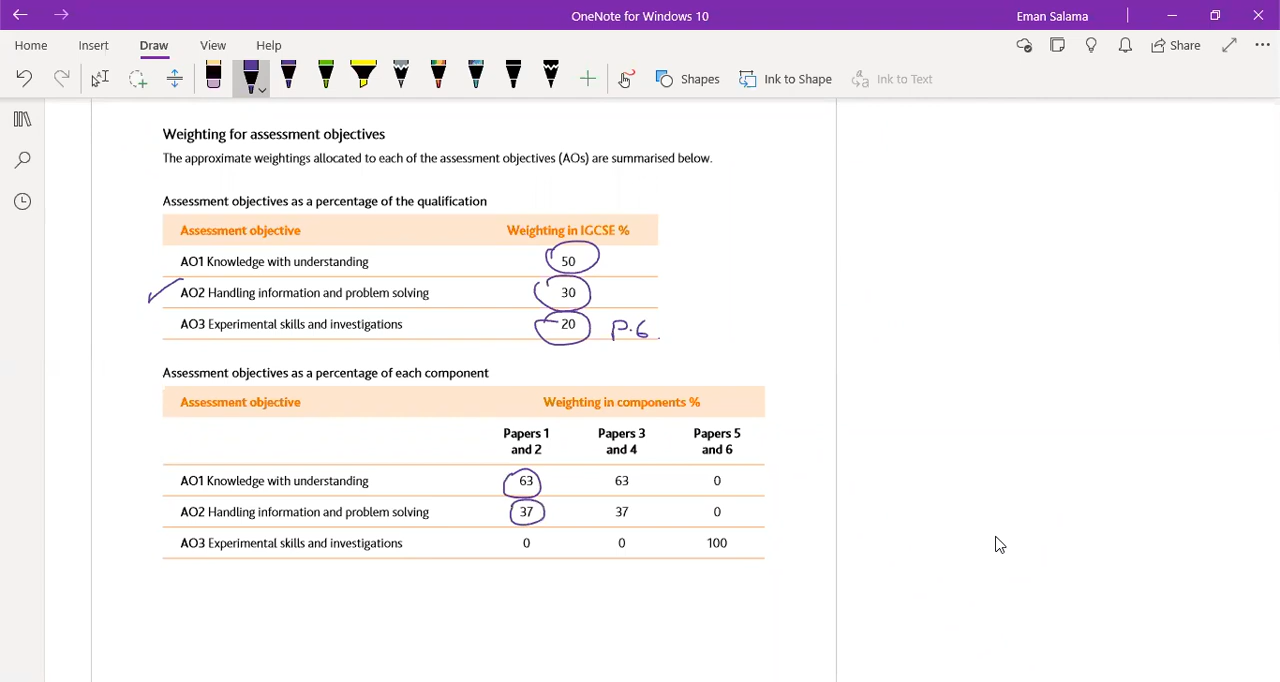 OneNote for Windows 10
Eman Salama
Home Insert Draw View Help
Share
Shapes Ink to Shape Ink to Text
Weighting for assessment objectives
The approximate weightings allocated to each of the assessment objectives (AOs) are summarised below.
Assessment objectives as a percentage of the qualification
Assessment objective Weighting in IGCSE %
AO1 Knowledge with understanding 50
AO2 Handling information and problem solving 30
AO3 Experimental skills and investigations 20 P.6.
Assessment objectives as a percentage of each component
Assessment objective Weighting in components %
Papers 1 Papers 3 Papers 5
and 2 and 4 and 6
AO1 Knowledge with understanding 63 63 0
AO2 Handling information and problem solving 37 37 0
AO3 Experimental skills and investigations 0 0 100